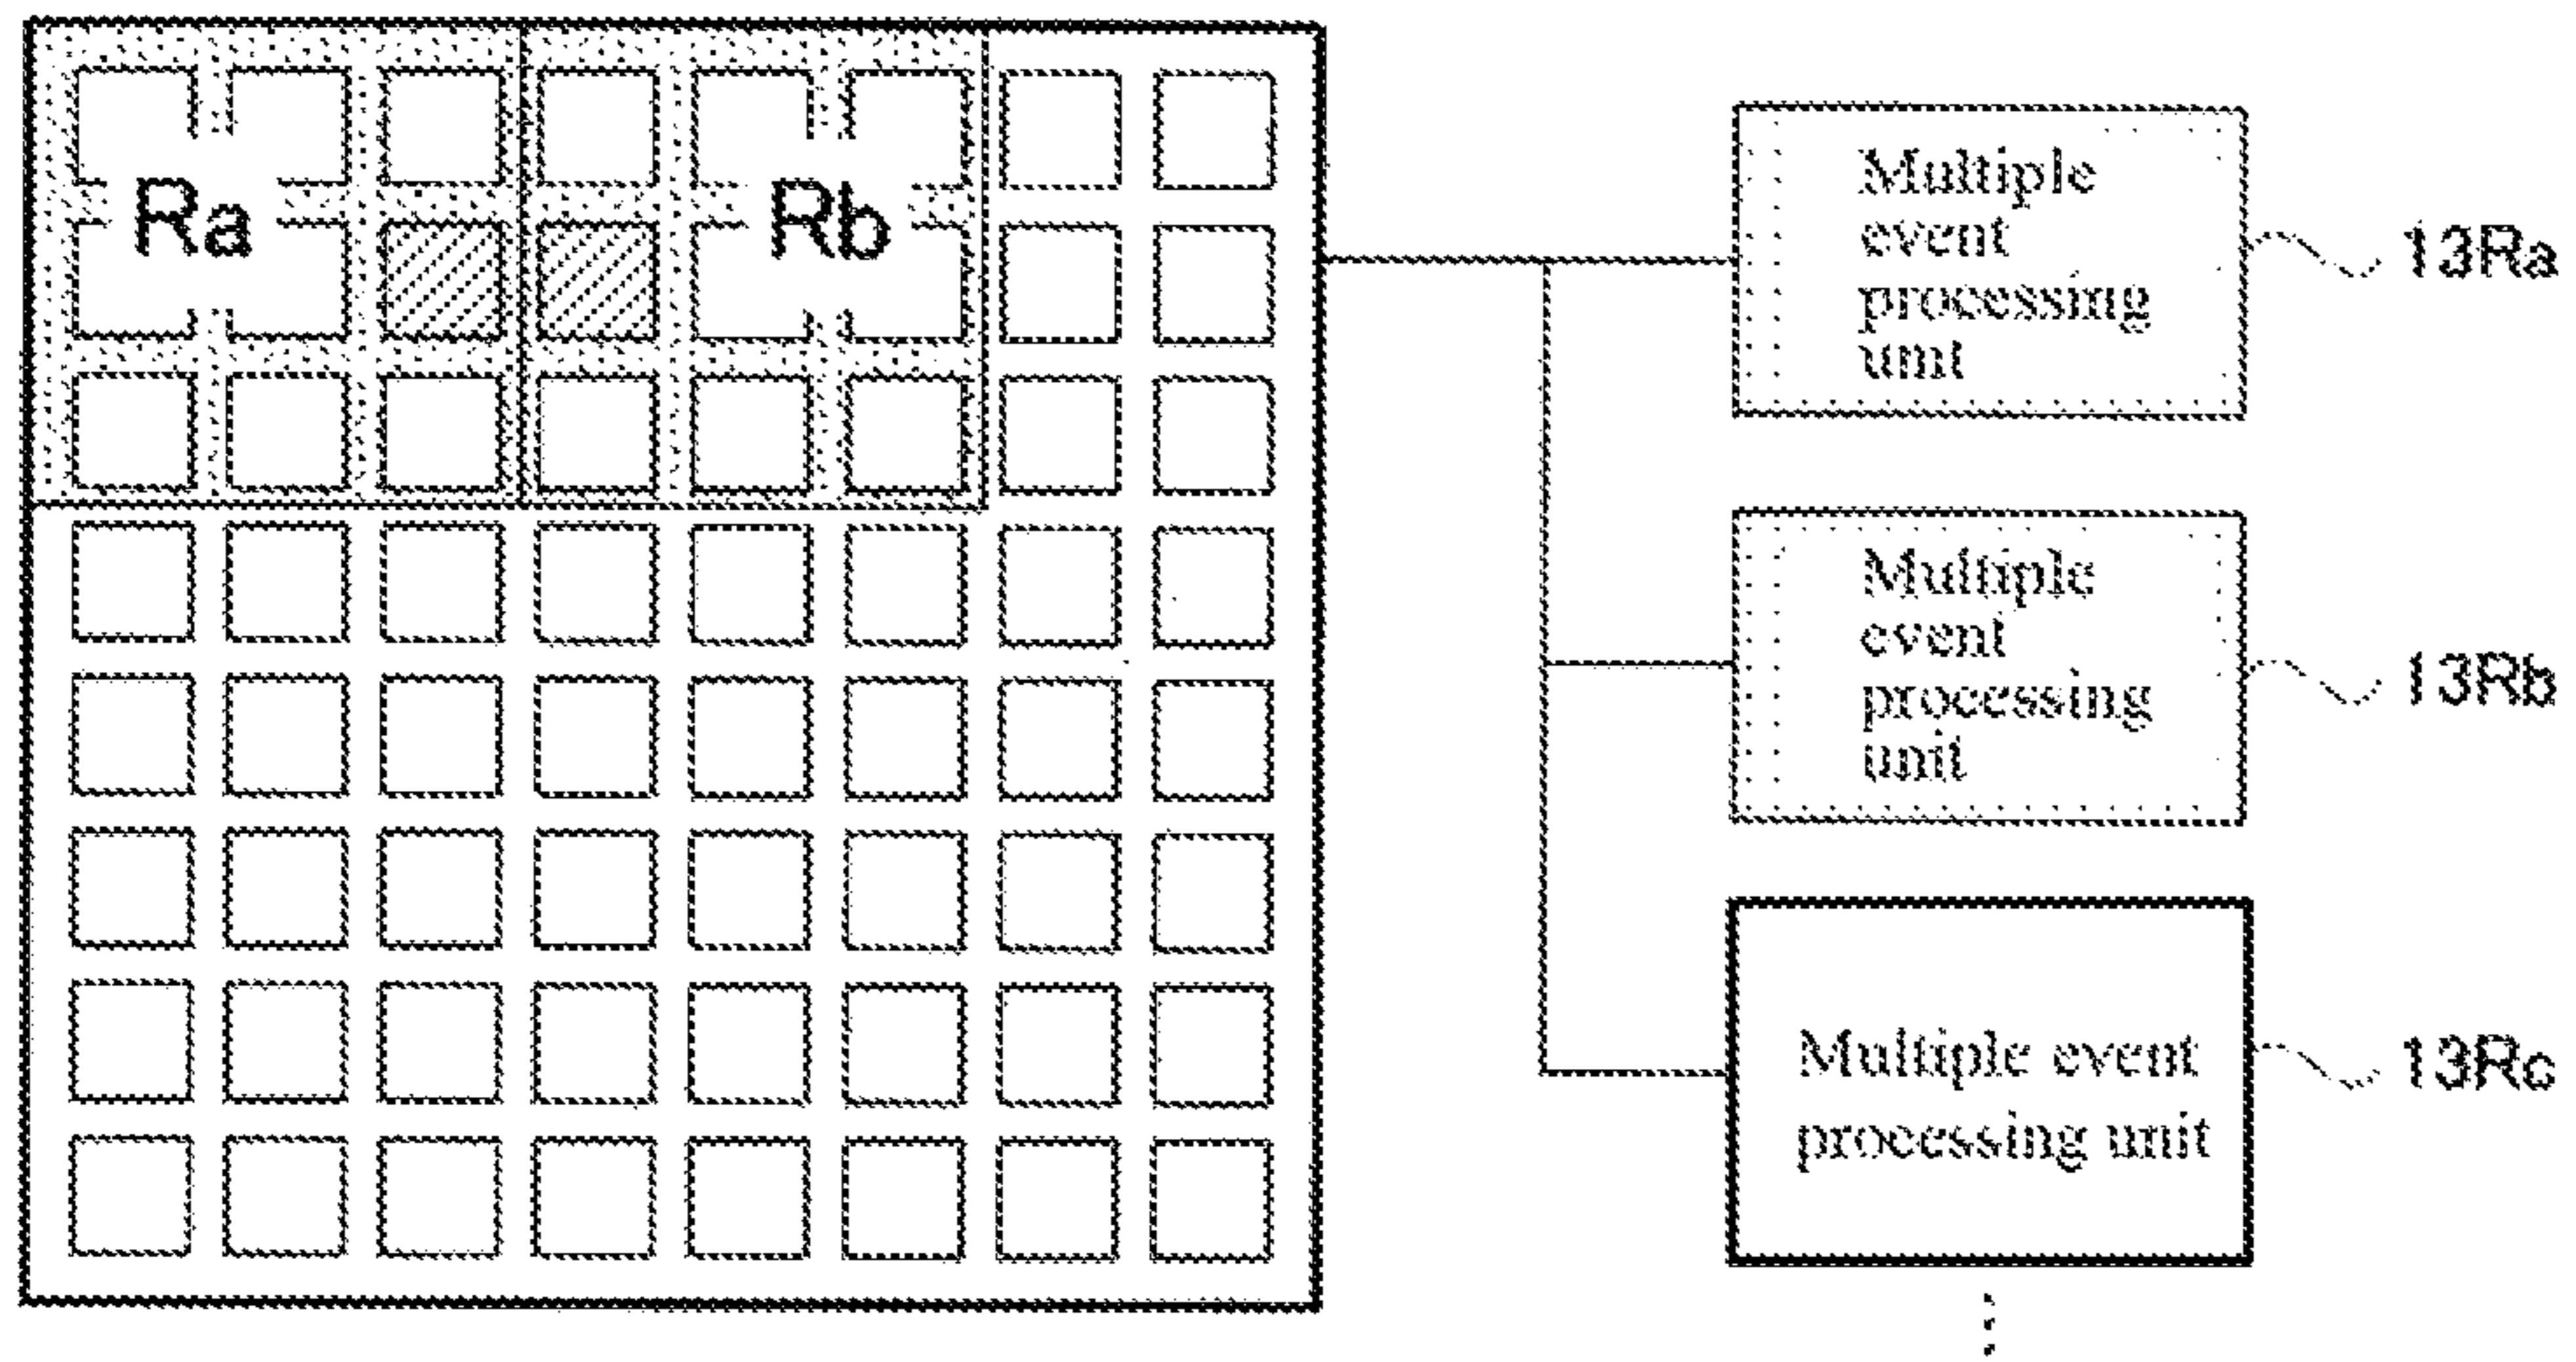 Ra
Rb
Multiple
event
processing
unit
13Ra
Multiple
event
processing
unit
13Rb
Multiple event
processing unit
13Rc